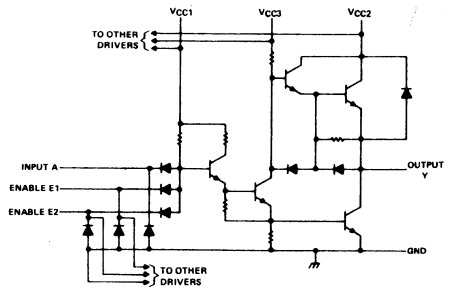 VCC1 VCC3 VCC2
TO OTHER
DRIVERS
INPUT A
ENABLE E1
ENABLE E2
OUTPUT
Y
GND
TO OTHER
DRIVERS